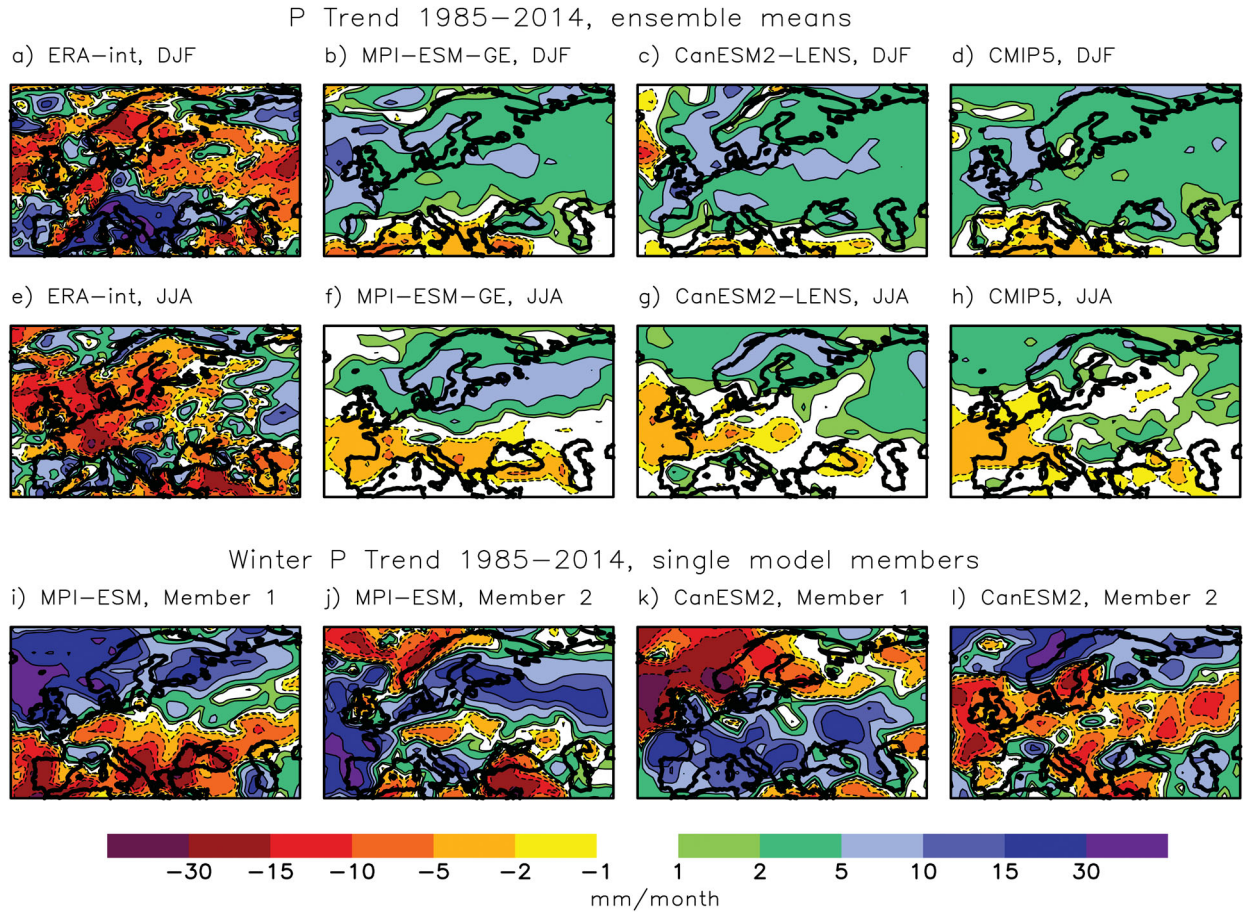 P Trend 1985−2014, ensemble means
a) ERA−int, DJF b) MPI−ESM−GE, DJF c) CanESM2−LENS, DJF d) CMIP5, DJF
e) ERA−int, JJA f) MPI−ESM−GE, JJA g) CanESM2−LENS, JJA h) CMIP5, JJA
Winter P Trend 1985−2014, single model members
i) MPI−ESM, Member 1 j) MPI−ESM, Member 2 k) CanESM2, Member 1 l) CanESM2, Member 2
−30 −15 −10 −5 −2 −1 1 2 5 10 15 30
mm/month